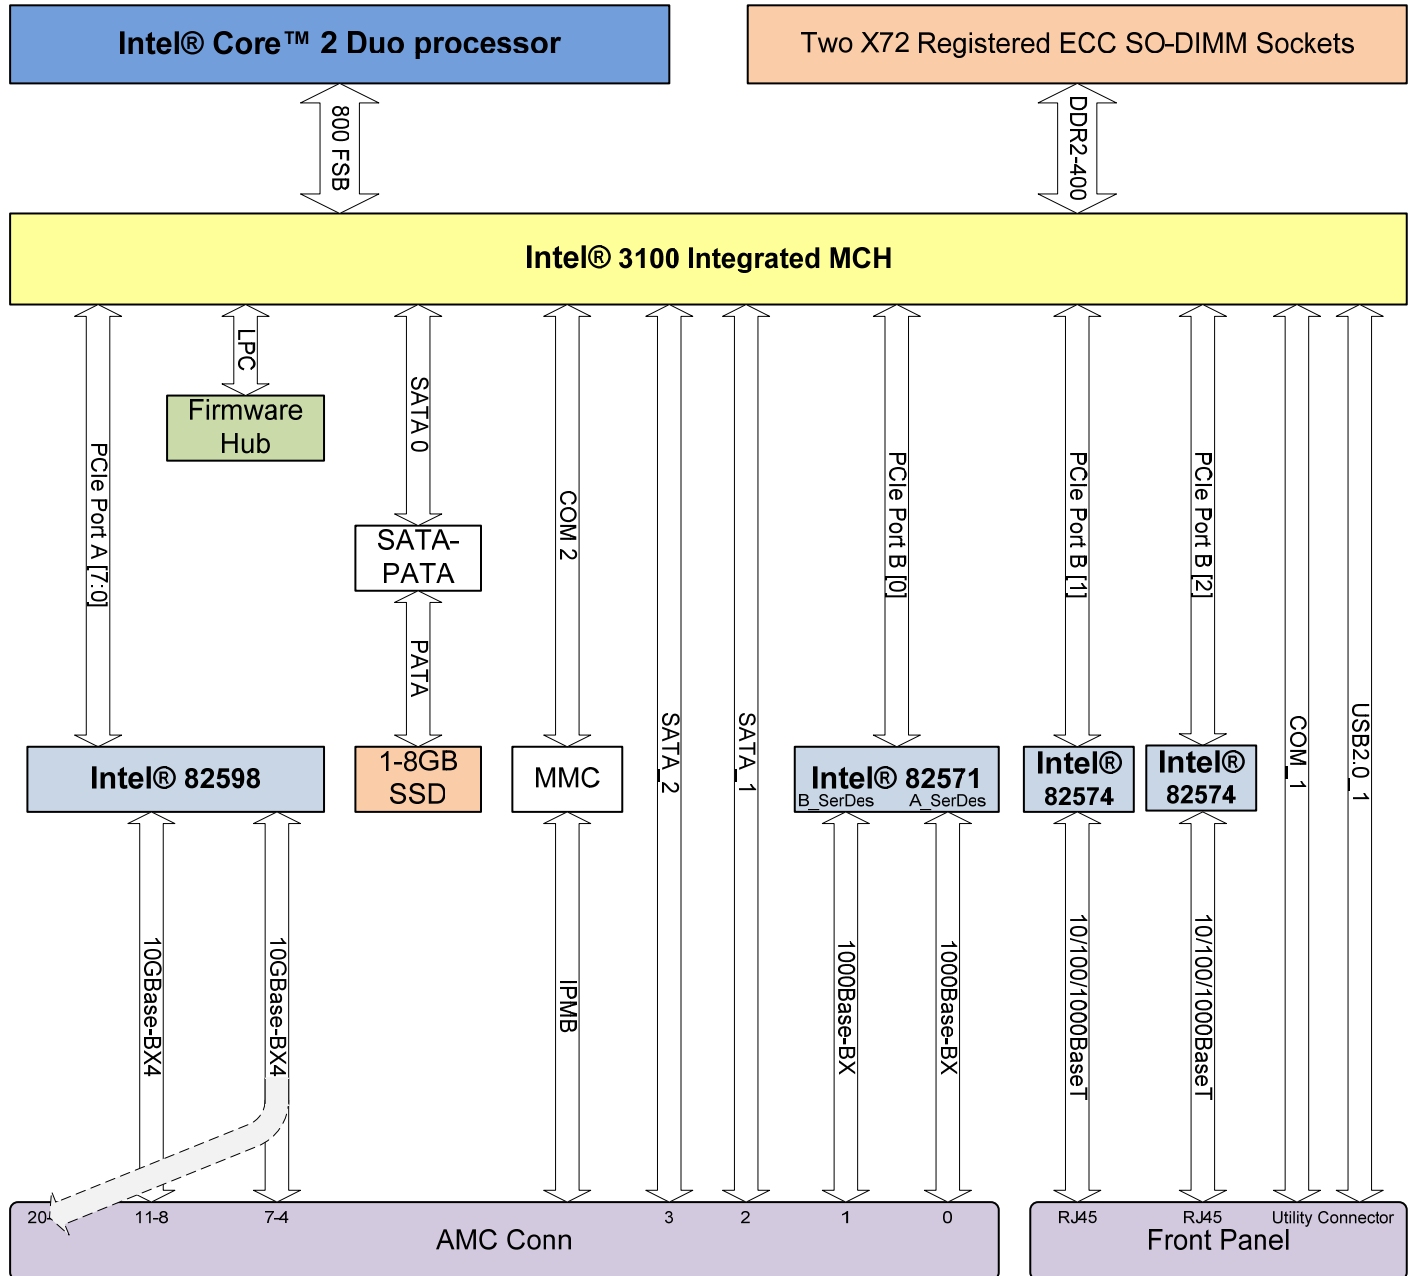 Intel® Core™ 2 Duo processor
Two X72 Registered ECC SO-DIMM Sockets
800 FSB
DDR2-400
Intel® 3100 Integrated MCH
PCIe Port A [7:0]
LPC
Firmware
Hub
SATA 0
SATA-
PATA
PATA
COM 2
SATA_2
SATA_1
PCIe Port B [0]
PCIe Port B [1]
PCIe Port B [2]
COM_1
USB2.0_1
Intel® 82598
1-8GB
SSD
MMC
Intel® 82571
B_SerDes A_SerDes
Intel®
82574
Intel®
82574
10GBase-BX4
10GBase-BX4
IPMB
1000Base-BX
1000Base-BX
10/100/1000BaseT
10/100/1000BaseT
20-
11-8
7-4
3
2
1
0
AMC Conn
RJ45
RJ45
Utility Connector
Front Panel